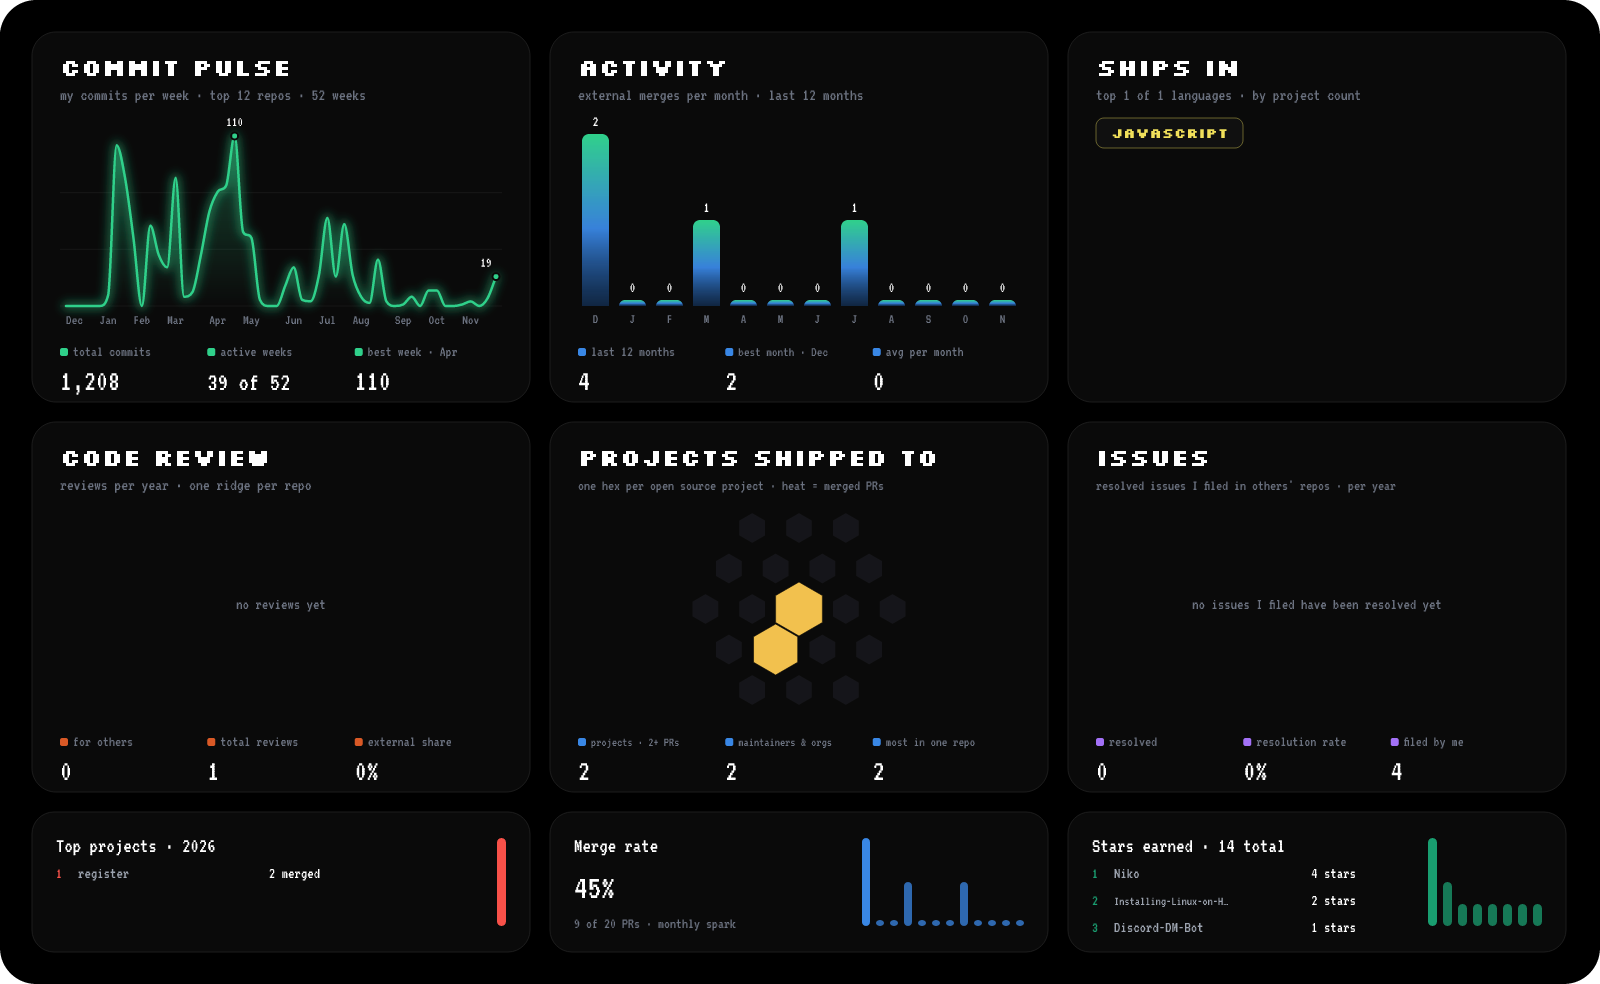 COMMIT PULSE
my commits per week · top 12 repos · 52 weeks
110
19
Dec Jan Feb Mar Apr May Jun Jul Aug Sep Oct Nov
total commits active weeks best week · Apr
1,208 39 of 52 110
ACTIVITY
external merges per month · last 12 months
2 0 0 1 0 0 0 1 0 0 0 0
D J F M A M J J A S O N
last 12 months best month · Dec avg per month
4 2 0
SHIPS IN
top 1 of 1 languages · by project count
JAVASCRIPT
CODE REVIEW
reviews per year · one ridge per repo
no reviews yet
for others total reviews external share
0 1 0%
PROJECTS SHIPPED TO
one hex per open source project · heat = merged PRs
projects · 2+ PRs maintainers & orgs most in one repo
2 2 2
ISSUES
resolved issues I filed in others' repos · per year
no issues I filed have been resolved yet
resolved resolution rate filed by me
0 0% 4
Top projects · 2026
1 register 2 merged
Merge rate
45%
9 of 20 PRs · monthly spark
Stars earned · 14 total
1 Niko 4 stars
2 Installing-Linux-on-H… 2 stars
3 Discord-DM-Bot 1 stars